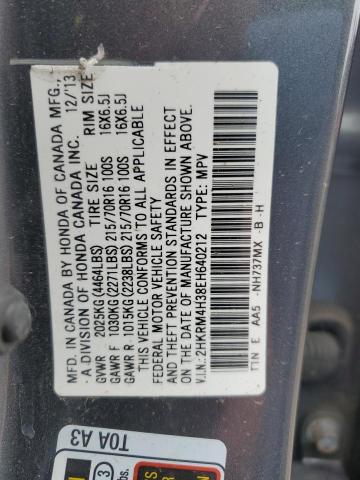 MFD. IN CANADA BY HONDA OF CANADA MFG.,
- A DIVISION OF HONDA CANADA INC. 12/'13
GVWR 2025KG (4464LBS) TIRE SIZE RIM SIZE
GAWR F 1030KG (2271LBS) 215/70R16 100S 16X6.5J
GAWR R 1015KG (2238LBS) 215/70R16 100S 16X6.5J
THIS VEHICLE CONFORMS TO ALL APPLICABLE
FEDERAL MOTOR VEHICLE SAFETY
AND THEFT PREVENTION STANDARDS IN EFFECT
ON THE DATE OF MANUFACTURE SHOWN ABOVE.
V.I.N.: 2HKRM4H38EH640212 TYPE: MPV
T1N E AA5 -NH737MX -B -H
T0A A3
3
bs.